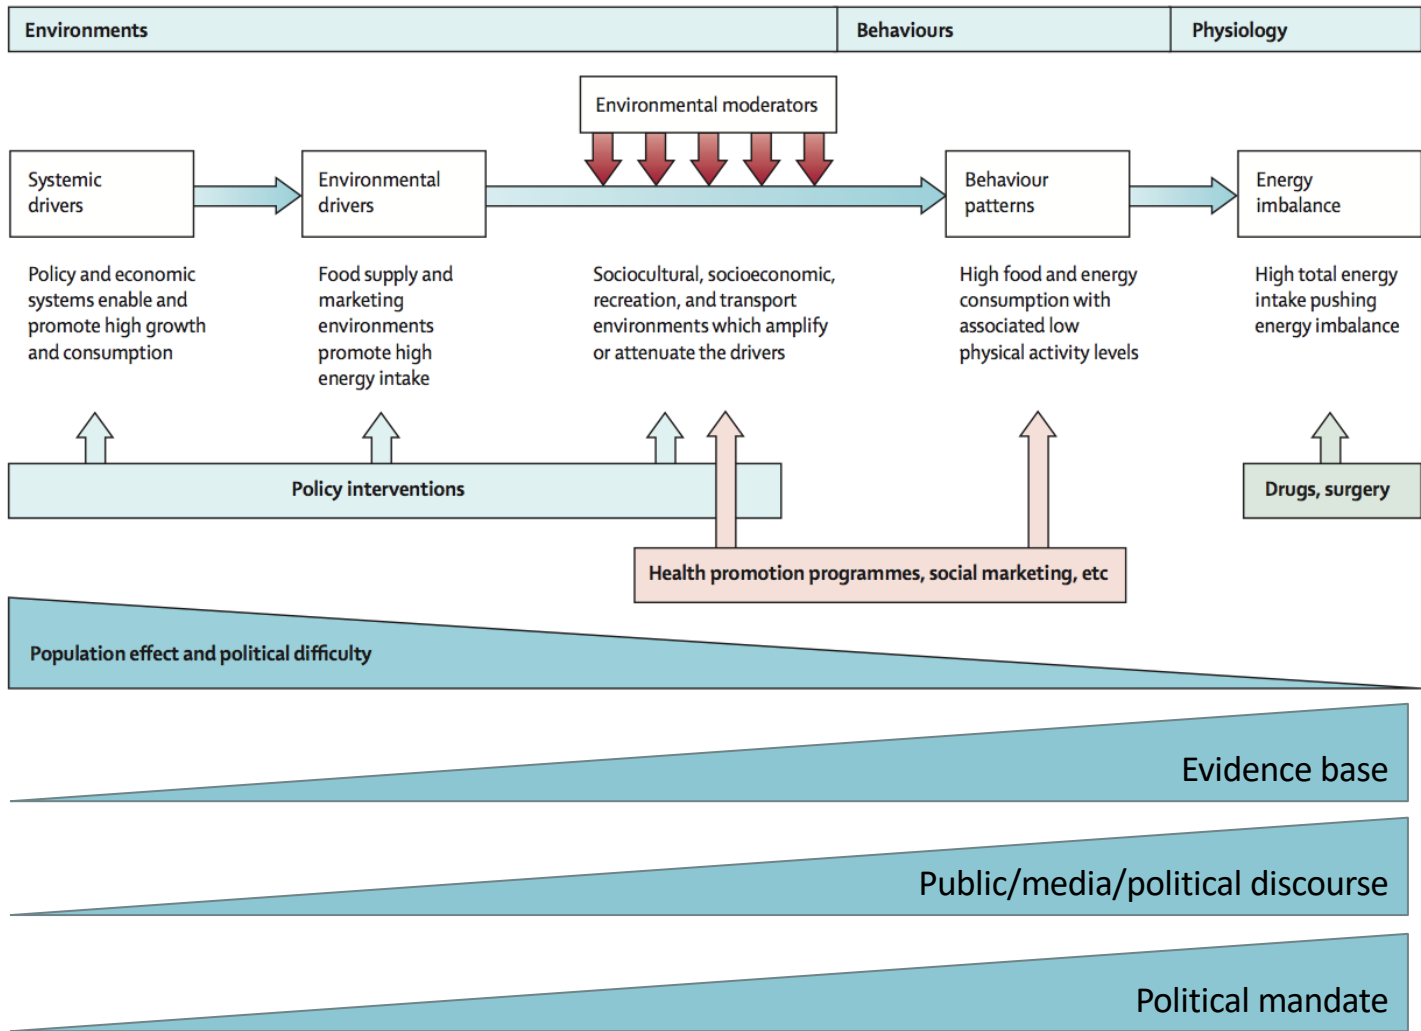 Environments
Behaviours
Physiology
Environmental moderators
Systemic
drivers
Environmental
drivers
Behaviour
patterns
Energy
imbalance
Policy and economic
systems enable and
promote high growth
and consumption
Food supply and
marketing
environments
promote high
energy intake
Sociocultural, socioeconomic,
recreation, and transport
environments which amplify
or attenuate the drivers
High food and energy
consumption with
associated low
physical activity levels
High total energy
intake pushing
energy imbalance
Policy interventions
Drugs, surgery
Health promotion programmes, social marketing, etc
Population effect and political difficulty
Evidence base
Public/media/political discourse
Political mandate